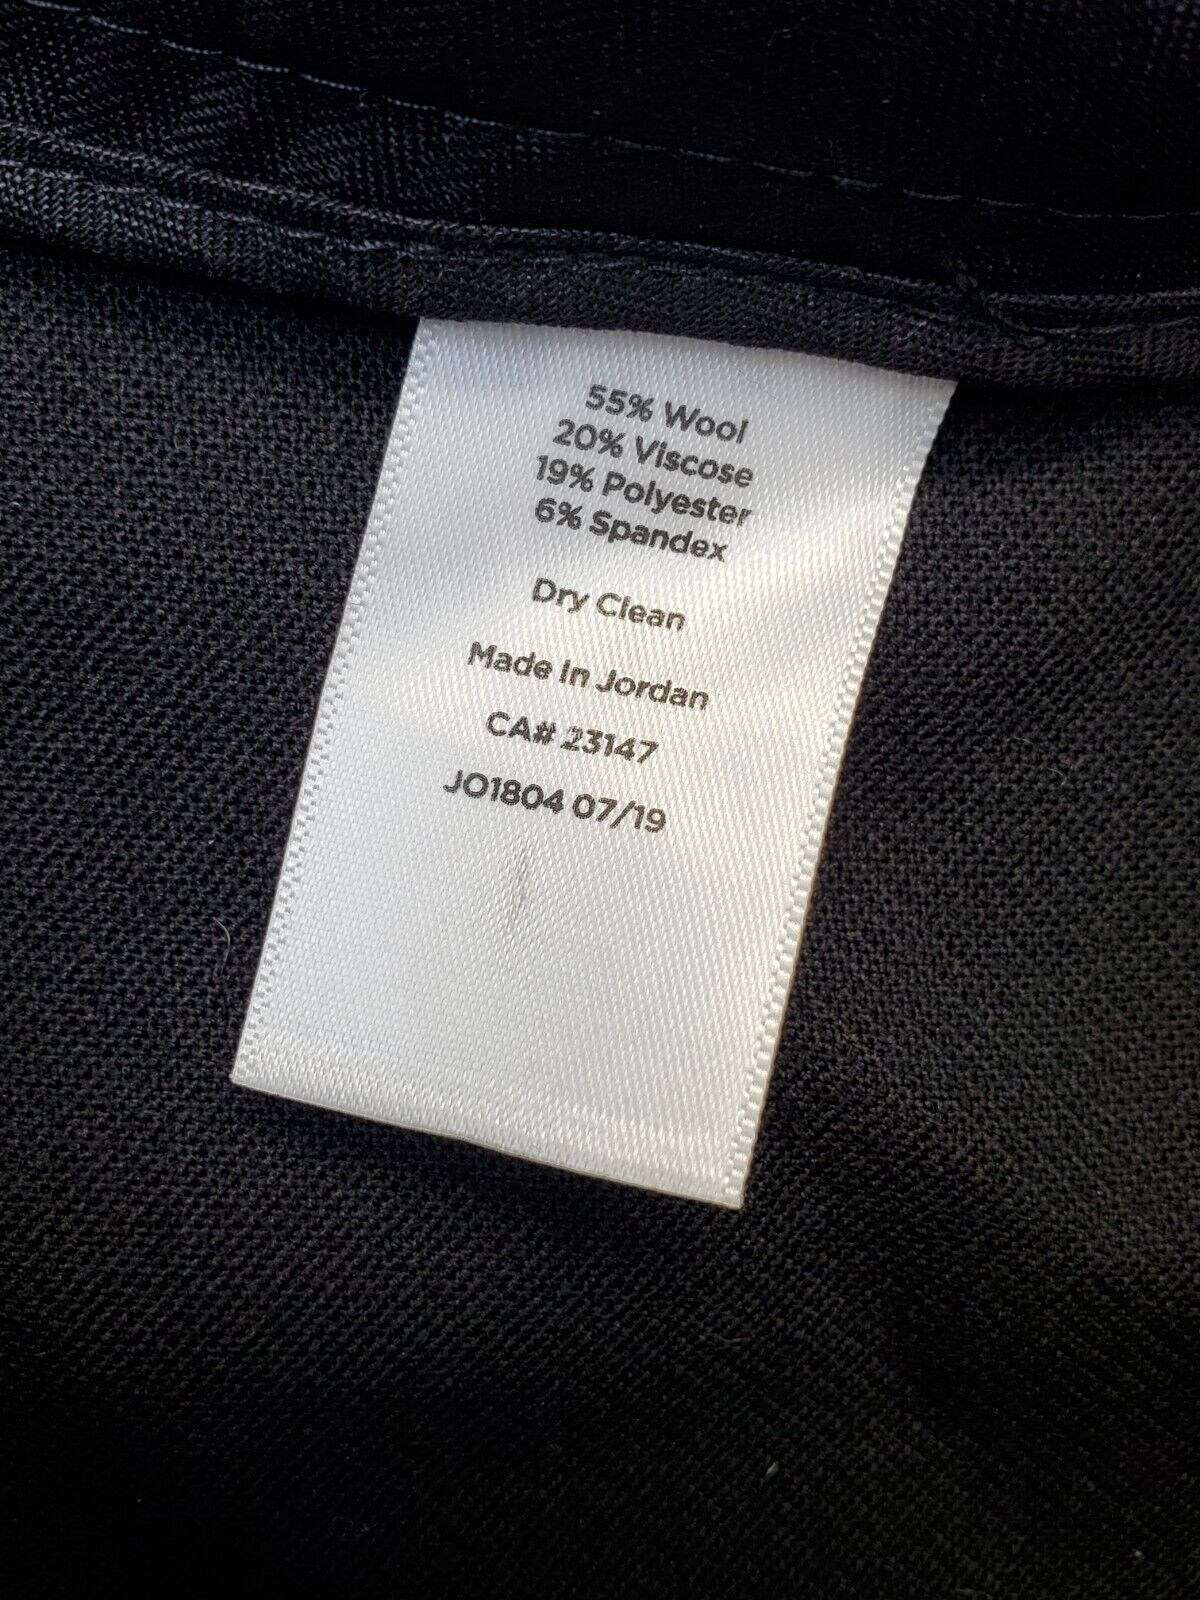 55% Wool
20% Viscose
19% Polyester
6% Spandex
Dry Clean
Made In Jordan
CA# 23147
JO1804 07/19